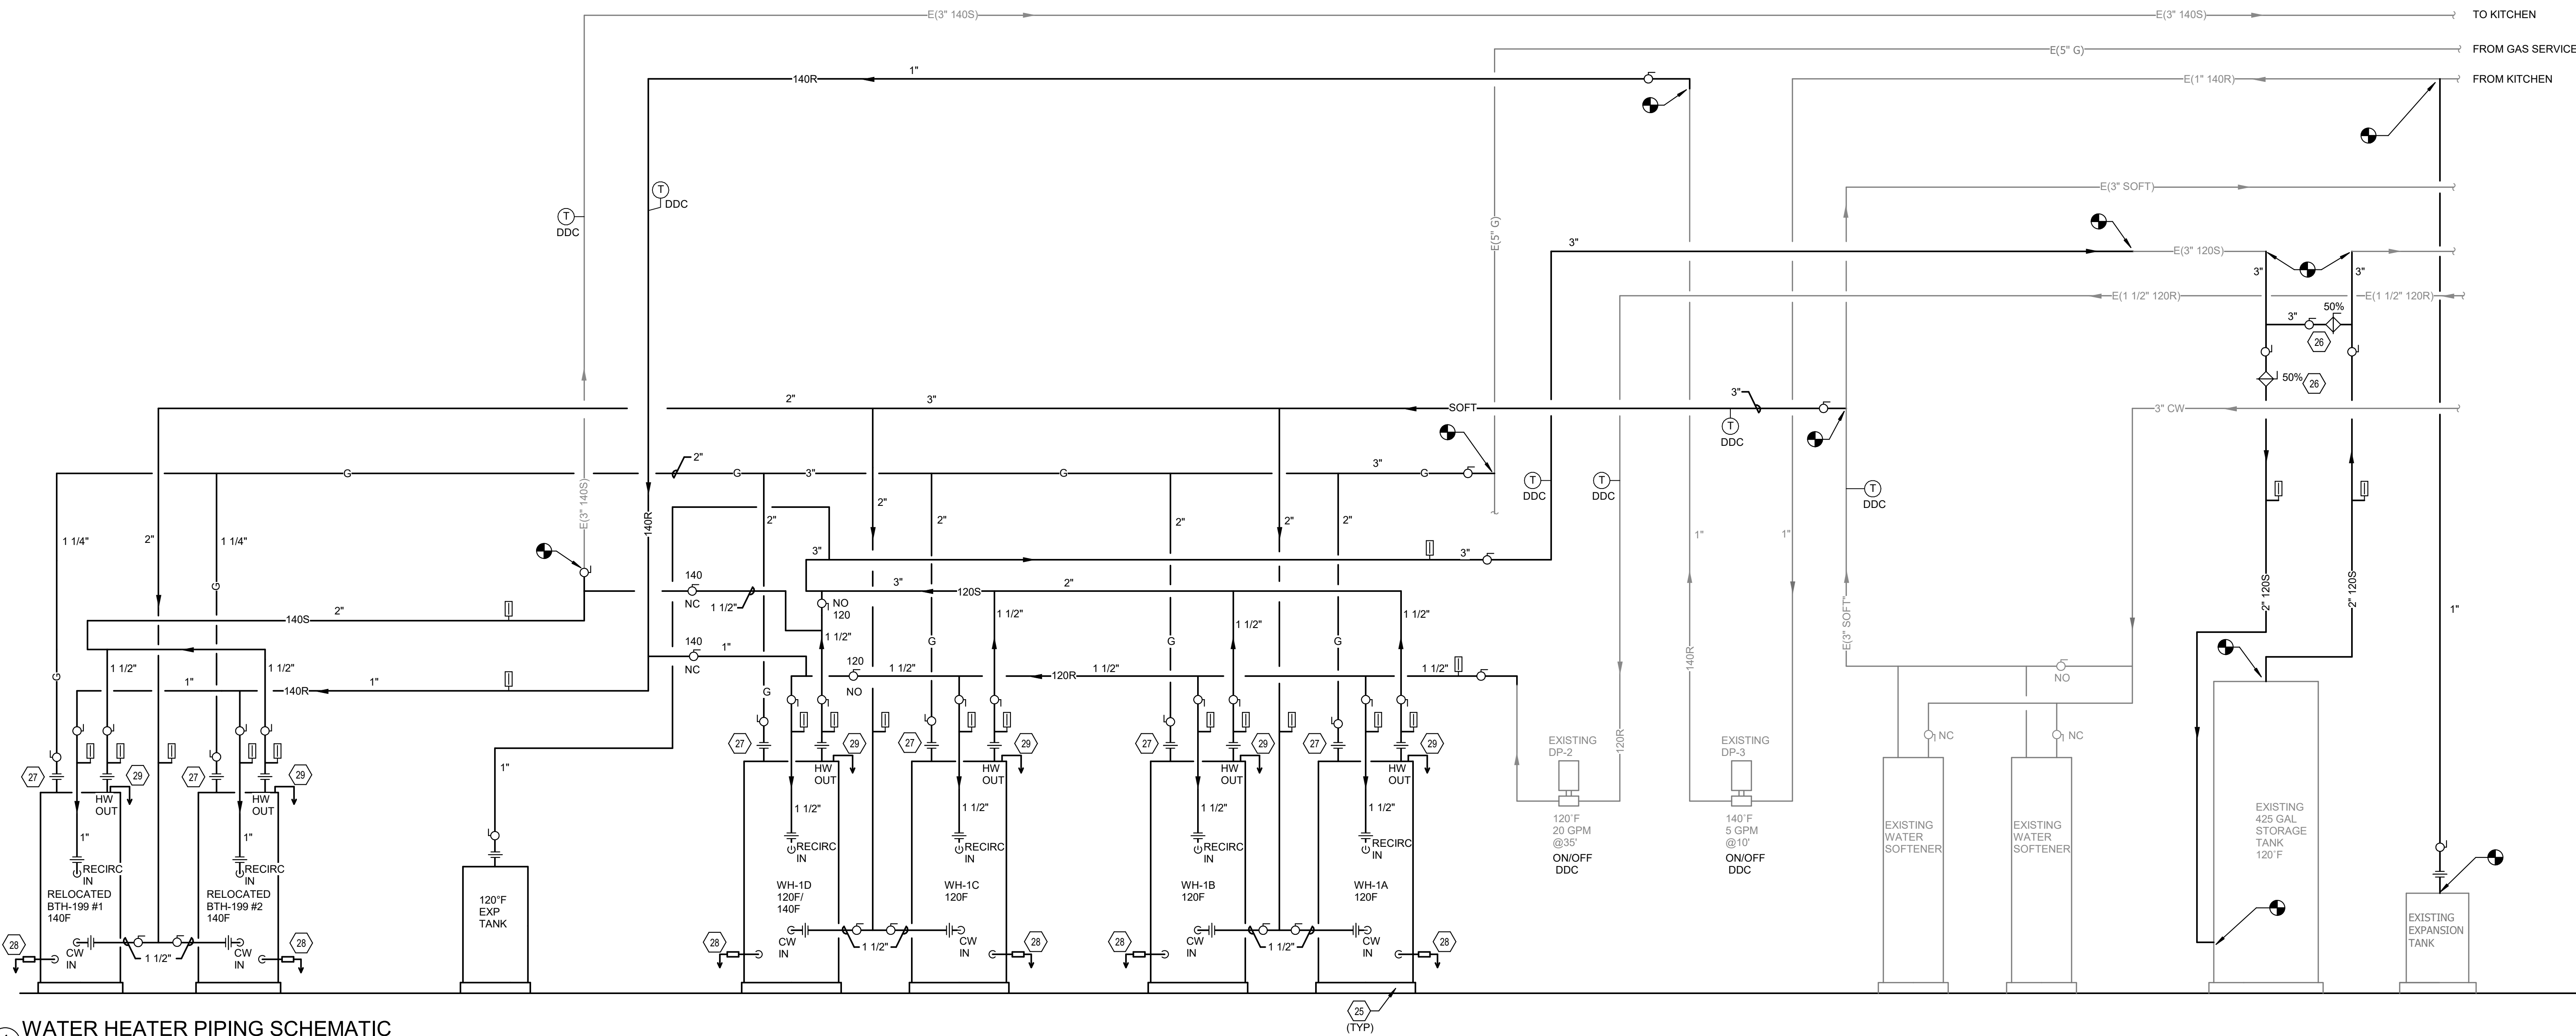 E(3" 140S)
E(3" 140S)
TO KITCHEN
E(5" G)
FROM GAS SERVICE
140R
1"
E(1" 140R)
FROM KITCHEN
T
DDC
T
DDC
E(3" SOFT)
E(5" G)
3"
E(3" 120S)
3"
3"
E(1 1/2" 120R)
E(1 1/2" 120R)
50%
3"
26
50%
26
2"
3"
SOFT
3"
T
DDC
3" CW
2"
G
G
3"
G
3"
G
E(3" 140S)
140R
T
DDC
T
DDC
T
DDC
1 1/4"
2"
1 1/4"
2"
2"
2"
2"
2"
2"
G
3"
3"
1"
1"
140
NC
1 1/2"
3"
2"
120S
NO
120
1 1/2"
1 1/2"
1 1/2"
1 1/2"
2"
140S
E(3" SOFT)
2" 120S
2" 120S
1"
G
G
G
G
G
G
140
NC
1"
120
NO
1 1/2"
1 1/2"
1 1/2"
120R
1 1/2"
1 1/2"
1"
1"
140R
140R
120R
NO
NC
NC
27
29
27
29
27
29
27
29
27
29
27
EXISTING
DP-2
EXISTING
DP-3
1"
HW
OUT
HW
OUT
HW
OUT
HW
OUT
HW
OUT
HW
OUT
1"
1"
1 1/2"
1 1/2"
1 1/2"
1 1/2"
RECIRC
IN
RECIRC
IN
RECIRC
IN
RECIRC
IN
RECIRC
IN
RECIRC
IN
120°F
20 GPM
@35'
ON/OFF
DDC
140°F
5 GPM
@10'
ON/OFF
DDC
EXISTING
WATER
SOFTENER
EXISTING
WATER
SOFTENER
EXISTING
425 GAL
STORAGE
TANK
120°F
RELOCATED
BTH-199 #1
140F
RELOCATED
BTH-199 #2
140F
120°F
EXP
TANK
WH-1D
120F/
140F
WH-1C
120F
WH-1B
120F
WH-1A
120F
EXISTING
EXPANSION
TANK
28
CW
IN
1 1/2"
CW
IN
28
28
CW
IN
1 1/2"
CW
IN
28
28
CW
IN
1 1/2"
CW
IN
28
25
(TYP)
WATER HEATER PIPING SCHEMATIC